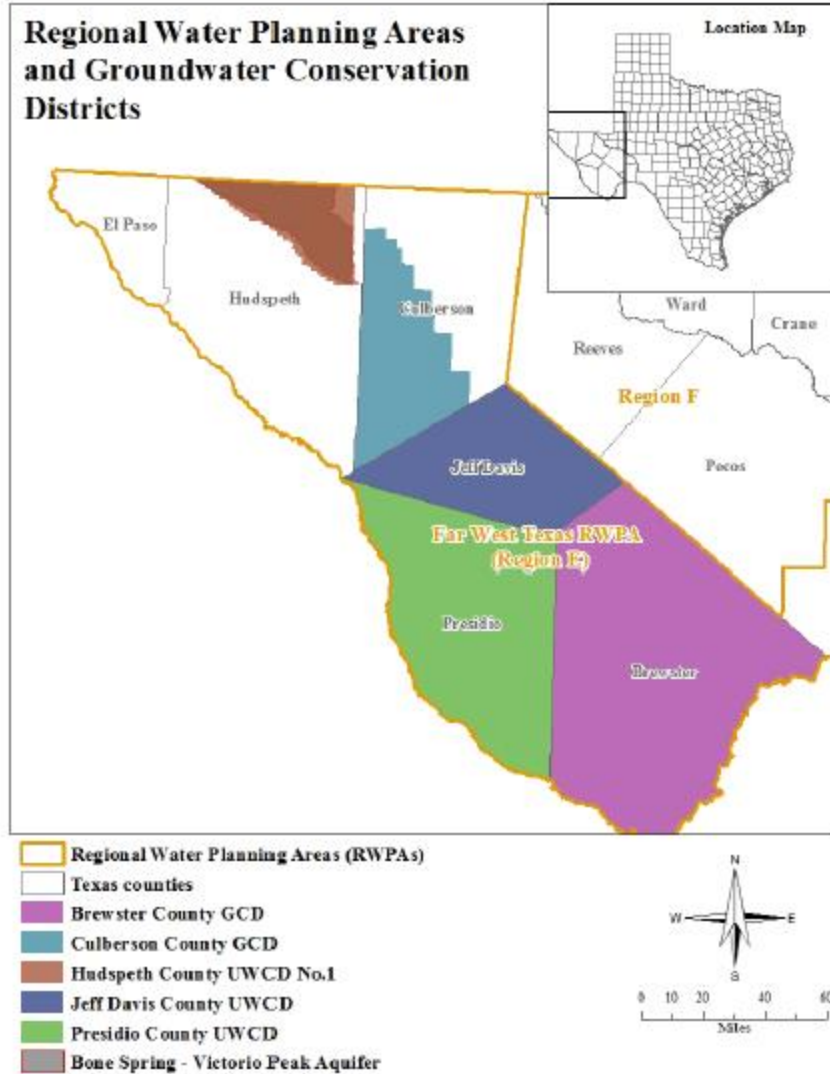 Regional Water Planning Areas
and Groundwater Conservation
Districts
Location Map
El Paso
Hudspeth
Culberson
Ward
Crane
Reeves
Region F
Pecos
Jeff Davis
Far West Texas RWPA
(Region E)
Presidio
Brewster
Regional Water Planning Areas (RWPAs)
Texas counties
Brewster County GCD
Culberson County GCD
Hudspeth County UWCD No.1
Jeff Davis County UWCD
Presidio County UWCD
Bone Spring - Victorio Peak Aquifer
N
W E
S
0 10 20 40 60
Miles